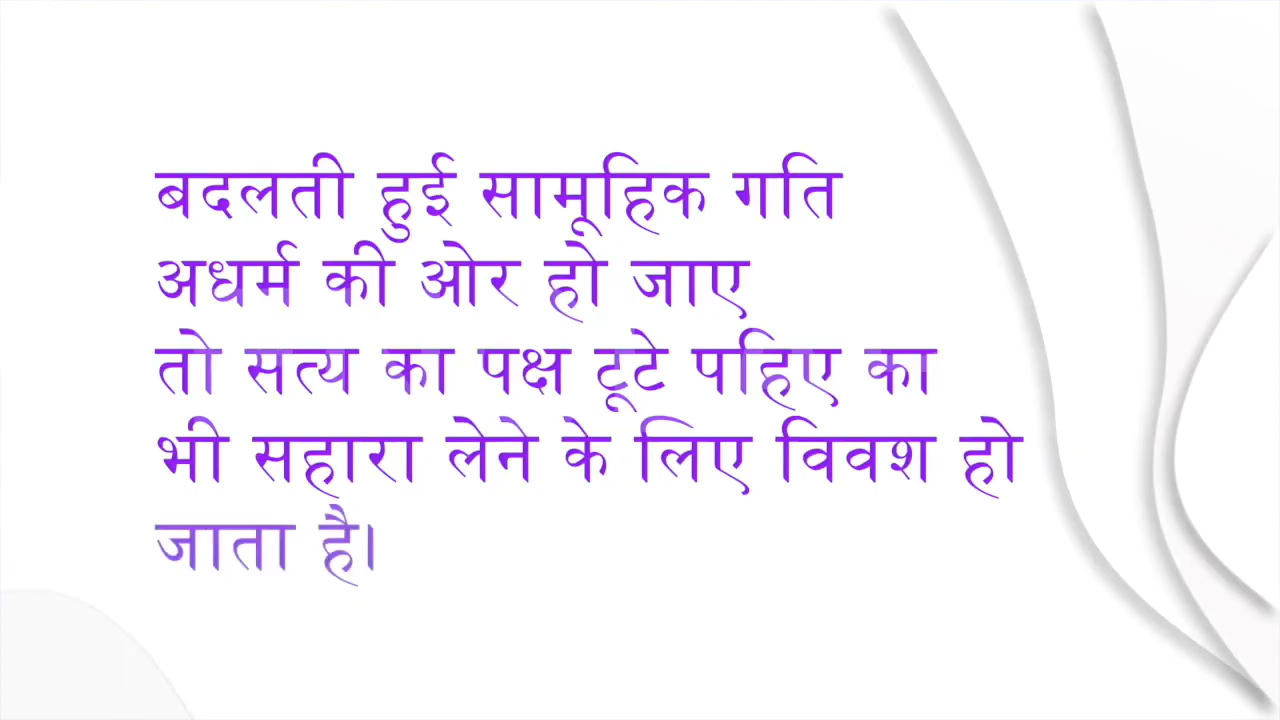 बदलती हुई सामूहिक गति
अधर्म की ओर हो जाए
तो सत्य का पक्ष टूटे पहिए का
भी सहारा लेने के लिए विवश हो
जाता है।